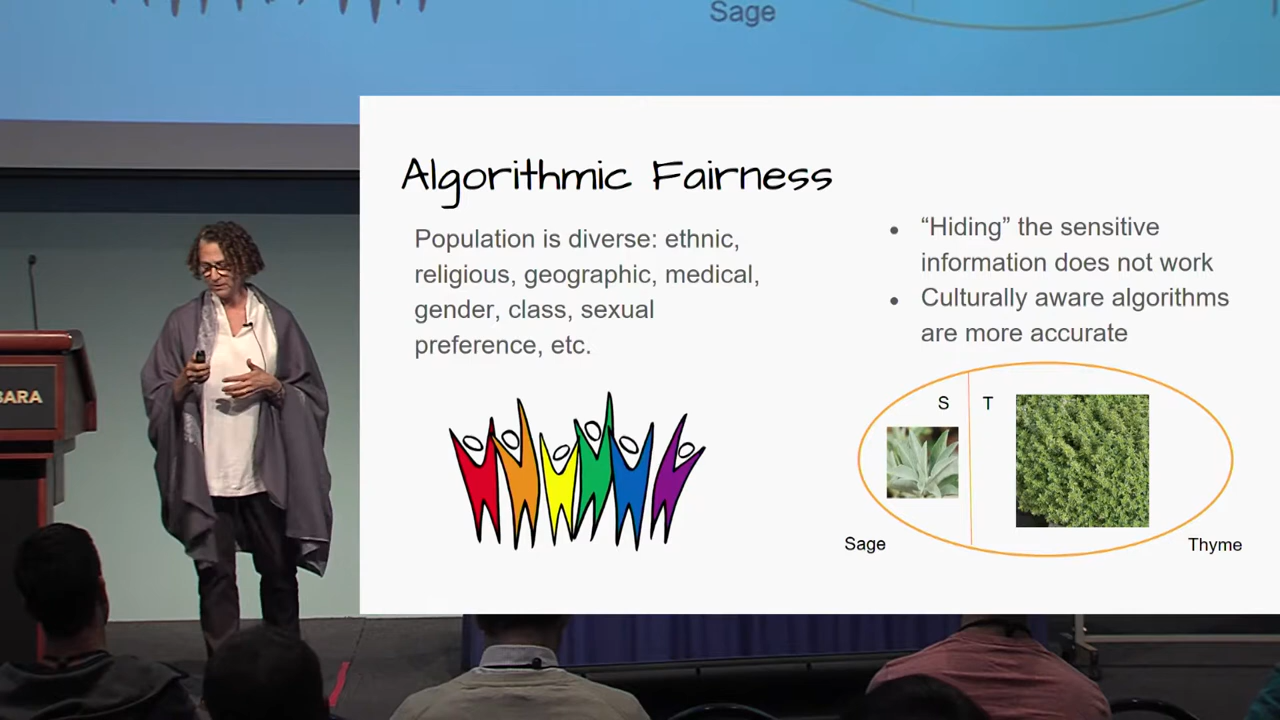 Sage
Algorithmic Fairness
Population is diverse: ethnic,
religious, geographic, medical,
gender, class, sexual
preference, etc.
• “Hiding” the sensitive
information does not work
• Culturally aware algorithms
are more accurate
S T
Sage
Thyme
BARA